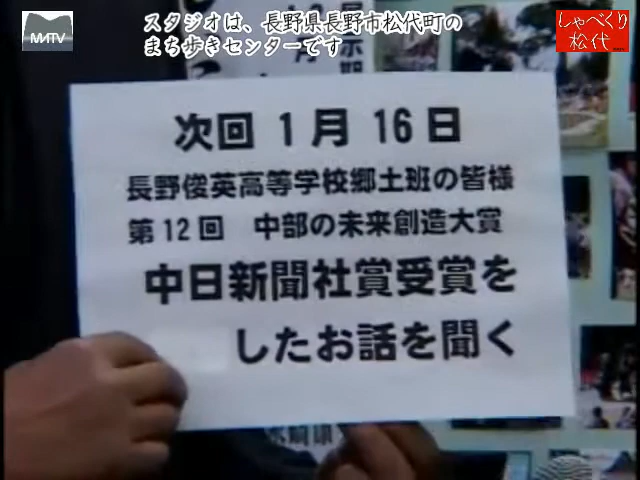 MATV
スタジオは、長野県長野市松代町の
まち歩きセンターです
しゃべくり
松代
次回 1月 16日
長野俊英高等学校郷土班の皆様
第12回 中部の未来創造大賞
中日新聞社賞受賞を
したお話を聞く